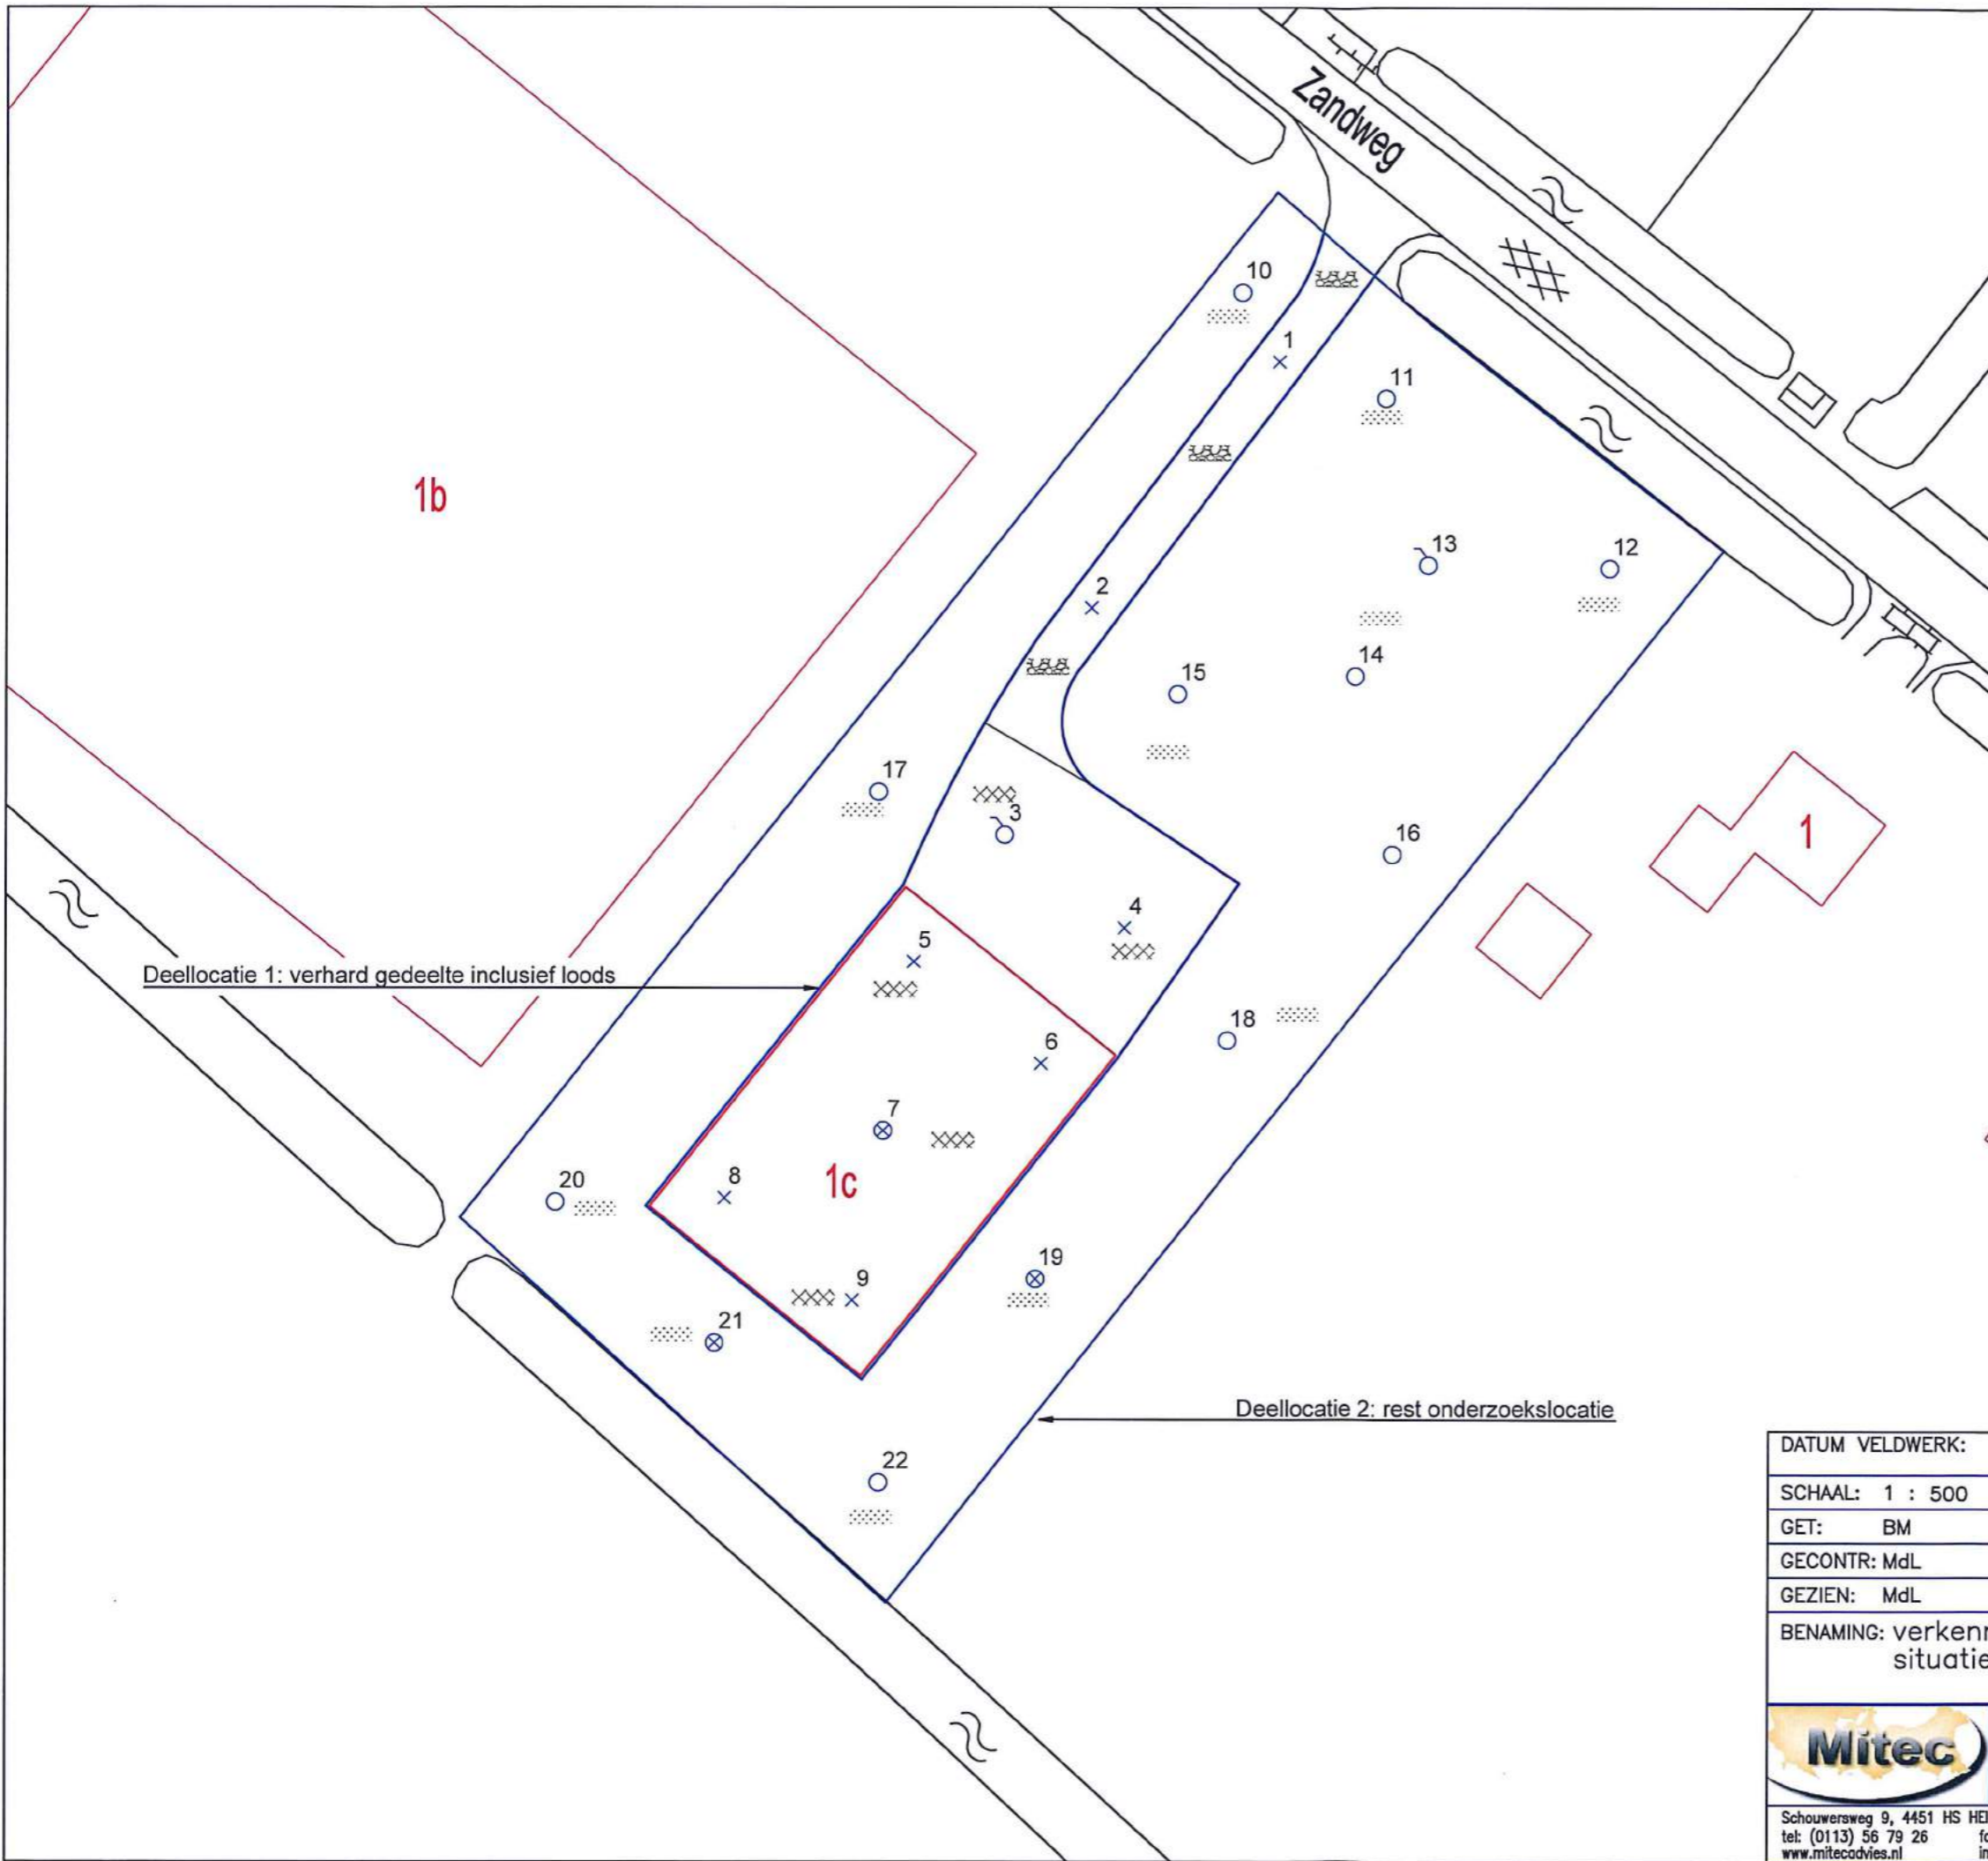 Zandweg
10
1
11
1b
13
12
2
14
15
17
3
16
1
4
5
Deellocatie 1: verhard gedeelte inclusief loods
18
6
7
20
8
1c
19
9
21
Deellocatie 2: rest onderzoekslocatie
22
DATUM VELDWERK:
SCHAAL: 1 : 500
GET: BM
GECONTR: MdL
GEZIEN: MdL
BENAMING:
situatie
Mitec
Schouwersweg 9, 4451 HS
tel: (0113) 56 79 26
www.mitecadvies.nl